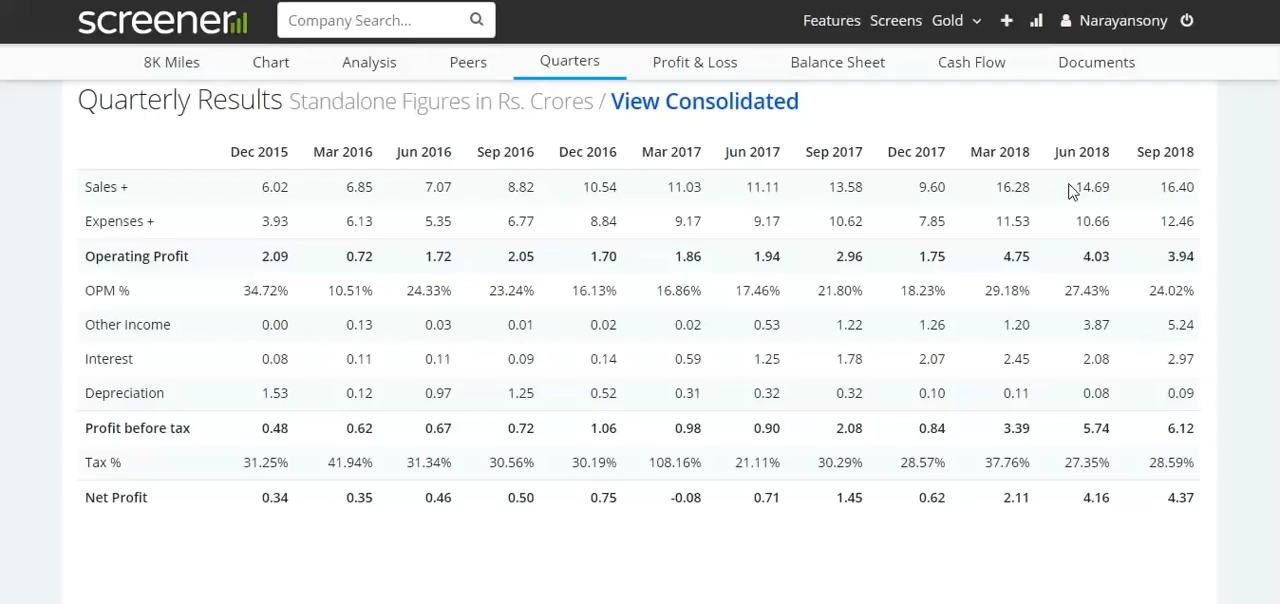 screener Company Search... Features Screens Gold Narayansony
8K Miles Chart Analysis Peers Quarters Profit & Loss Balance Sheet Cash Flow Documents
Quarterly Results Standalone Figures in Rs. Crores / View Consolidated
Dec 2015 Mar 2016 Jun 2016 Sep 2016 Dec 2016 Mar 2017 Jun 2017 Sep 2017 Dec 2017 Mar 2018 Jun 2018 Sep 2018
Sales + 6.02 6.85 7.07 8.82 10.54 11.03 11.11 13.58 9.60 16.28 14.69 16.40
Expenses + 3.93 6.13 5.35 6.77 8.84 9.17 9.17 10.62 7.85 11.53 10.66 12.46
Operating Profit 2.09 0.72 1.72 2.05 1.70 1.86 1.94 2.96 1.75 4.75 4.03 3.94
OPM % 34.72% 10.51% 24.33% 23.24% 16.13% 16.86% 17.46% 21.80% 18.23% 29.18% 27.43% 24.02%
Other Income 0.00 0.13 0.03 0.01 0.02 0.02 0.53 1.22 1.26 1.20 3.87 5.24
Interest 0.08 0.11 0.11 0.09 0.14 0.59 1.25 1.78 2.07 2.45 2.08 2.97
Depreciation 1.53 0.12 0.97 1.25 0.52 0.31 0.32 0.32 0.10 0.11 0.08 0.09
Profit before tax 0.48 0.62 0.67 0.72 1.06 0.98 0.90 2.08 0.84 3.39 5.74 6.12
Tax % 31.25% 41.94% 31.34% 30.56% 30.19% 108.16% 21.11% 30.29% 28.57% 37.76% 27.35% 28.59%
Net Profit 0.34 0.35 0.46 0.50 0.75 -0.08 0.71 1.45 0.62 2.11 4.16 4.37